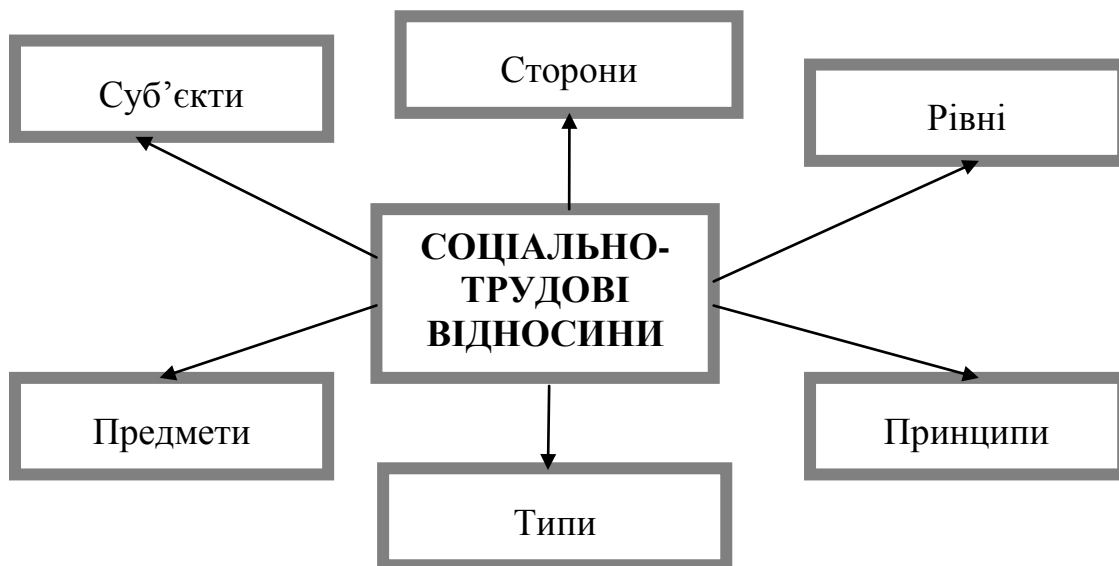 Суб’єкти
Сторони
Рівні
СОЦІАЛЬНО-
ТРУДОВІ
ВІДНОСИНИ
Предмети
Типи
Принципи